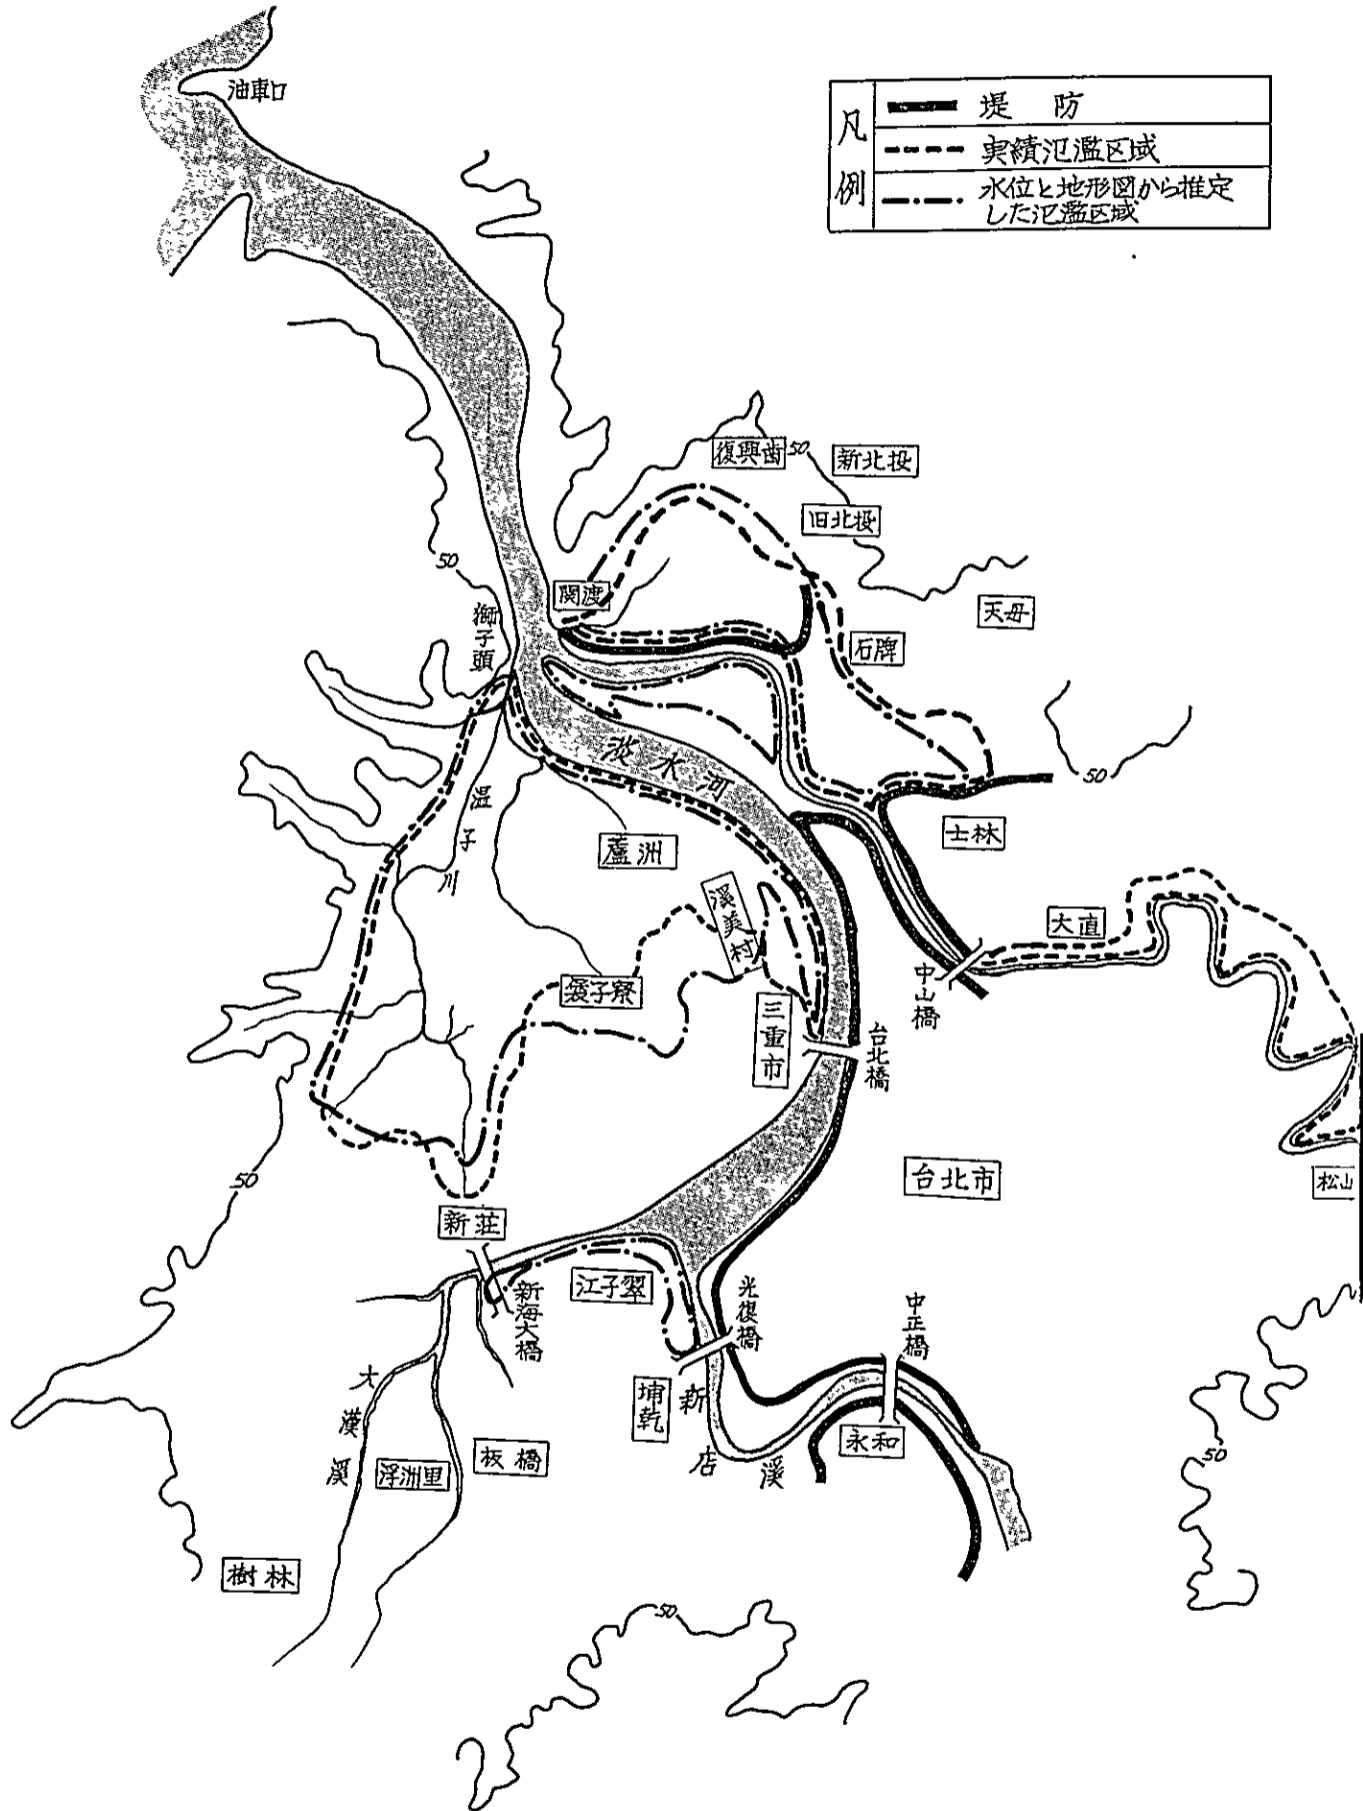 油車口
凡例
堤 防
実績氾濫区域
水位と地形図から推定
した氾濫区域
復興歯
50
新北投
旧北投
50
関渡
天母
獅子頭
石牌
淡水河
50
温子川
蘆洲
士林
溪美村
大直
中山橋
袋子寮
三重市
台北橋
台北市
松山
50
新荘
江子翠
新海大橋
光復橋
中正橋
埔乾
新店溪
永和
大漢溪
浮洲里
板橋
50
樹林
50